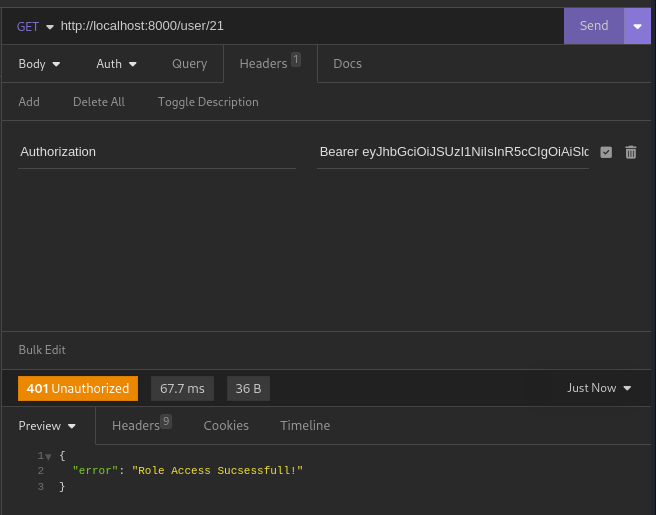 GET http://localhost:8000/user/21 Send
Body Auth Query Headers 1 Docs
Add Delete All Toggle Description
Authorization Bearer eyJhbGciOiJSUzI1NiIsInR5cCIgOiAiSlc
Bulk Edit
401 Unauthorized 67.7 ms 36 B Just Now
Preview Headers 9 Cookies Timeline
1 {
2 "error": "Role Access Sucsessfull!"
3 }